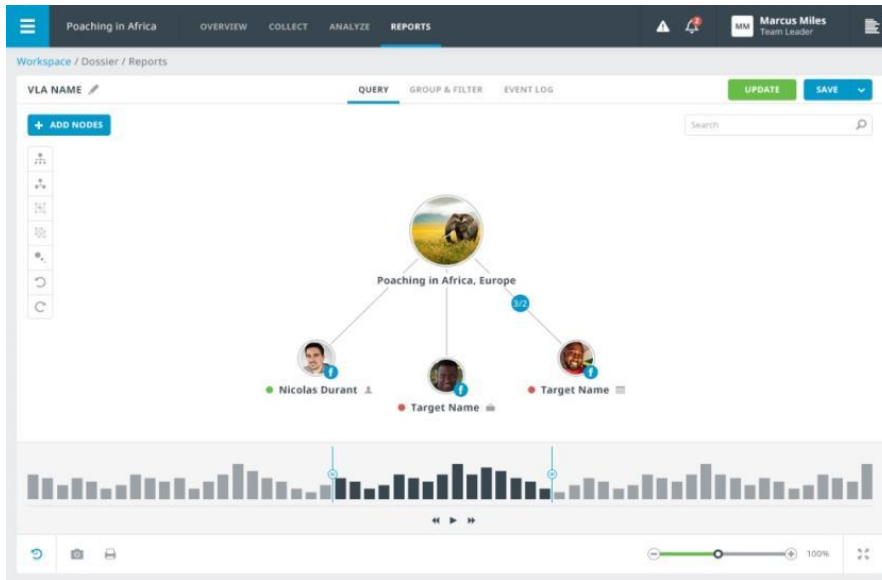 Poaching in Africa OVERVIEW COLLECT ANALYZE REPORTS 2 MM Marcus Miles
Team Leader
Workspace / Dossier / Reports
VLA NAME QUERY GROUP & FILTER EVENT LOG UPDATE SAVE
+ ADD NODES Search
Poaching in Africa, Europe
3/2
f f f
Nicolas Durant Target Name
Target Name
100%